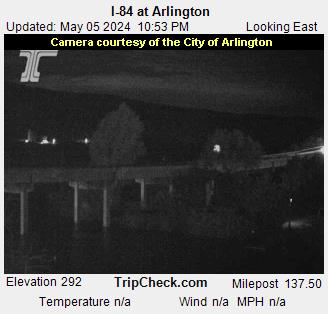 I-84 at Arlington
Updated: May 05 2024 10:53 PM Looking East
Camera courtesy of the City of Arlington
Elevation 292 TripCheck.com Milepost 137.50
Temperature n/a Wind n/a MPH n/a